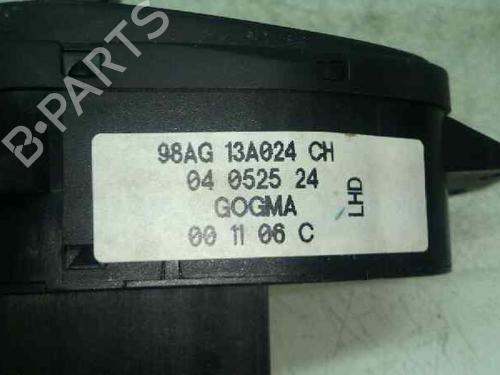 B-PARTS
98AG 13A024 CH
04 0525 24
GOGMA
00 11 06 C
LHD